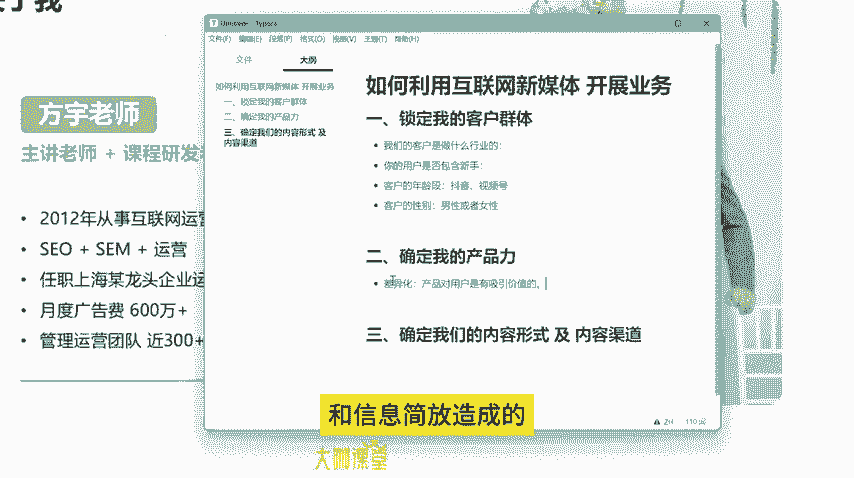 于我
方宇老师
主讲老师 + 课程研发
2012年从事互联网运营
SEO + SEM + 运营
任职上海某龙头企业运
月度广告费 600万+
管理运营团队 近300+
Untitled - Typora
文件(F) 编辑(E) 段落(P) 格式(O) 视图(V) 主题(T) 帮助(H)
文件 大纲
如何利用互联网新媒体 开展业务
一、锁定我的客户群体
二、确定我的产品力
三、确定我们的内容形式 及
内容渠道
如何利用互联网新媒体 开展业务
一、锁定我的客户群体
我们的客户是做什么行业的:
你的用户是否包含新手:
客户的年龄段: 抖音、视频号
客户的性别: 男性或者女性
二、确定我的产品力
差异化: 产品对用户是有吸引价值的、
三、确定我们的内容形式 及 内容渠道
ZH 110 词
和信息简放造成的